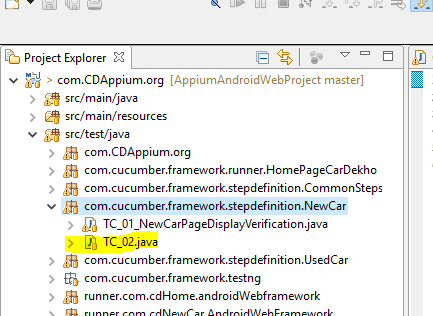 Project Explorer
> com.CDAppium.org [AppiumAndroidWebProject master]
src/main/java
src/main/resources
src/test/java
com.CDAppium.org
com.cucumber.framework.runner.HomePageCarDekho
com.cucumber.framework.stepdefinition.CommonSteps
com.cucumber.framework.stepdefinition.NewCar
TC_01_NewCarPageDisplayVerification.java
TC_02.java
com.cucumber.framework.stepdefinition.UsedCar
com.cucumber.framework.testng
runner.com.cdHome.androidWebframework
runner.com.cdNewCar.AndroidWebFramework